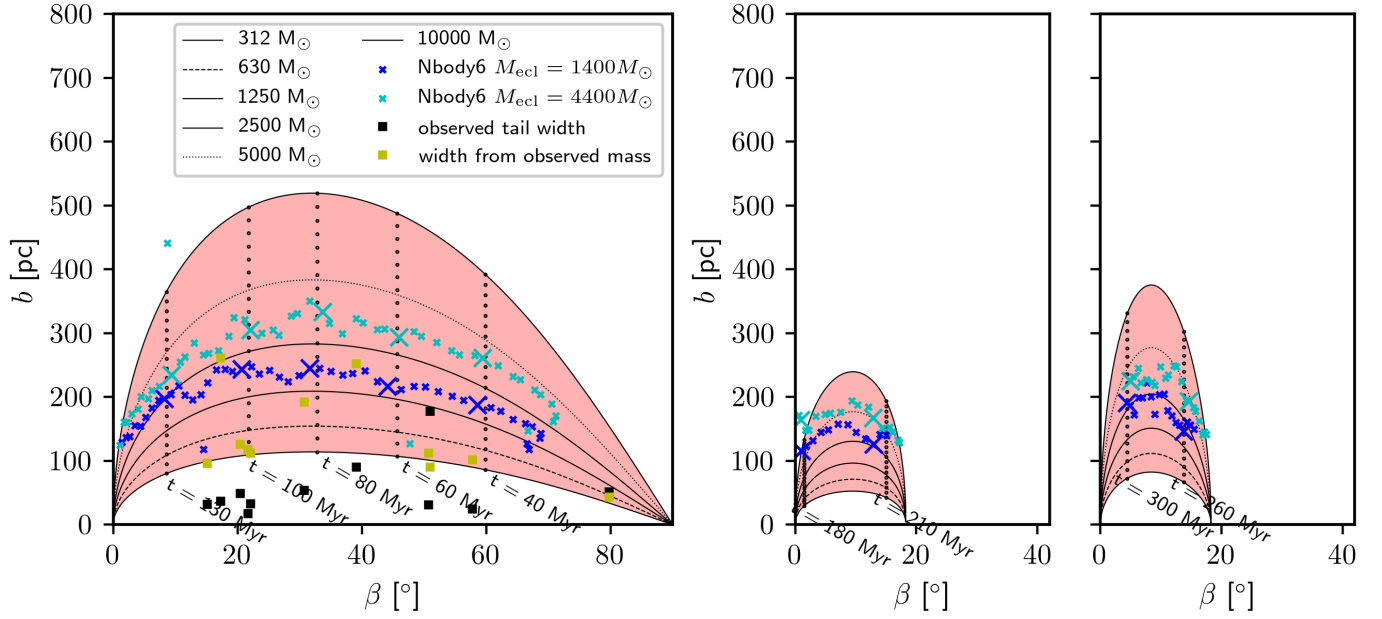 800
700
600
500
400
300
200
100
0
b [pc]
312 M☉
630 M☉
1250 M☉
2500 M☉
5000 M☉
10000 M☉
Nbody6 M_ecl = 1400M☉
Nbody6 M_ecl = 4400M☉
observed tail width
width from observed mass
t = 130 Myr
t = 100 Myr
t = 80 Myr
t = 60 Myr
t = 40 Myr
0 20 40 60 80
β [°]
800
700
600
500
400
300
200
100
0
b [pc]
t = 180 Myr
t = 210 Myr
0 20 40
β [°]
800
700
600
500
400
300
200
100
0
t = 300 Myr
t = 260 Myr
0 20 40
β [°]